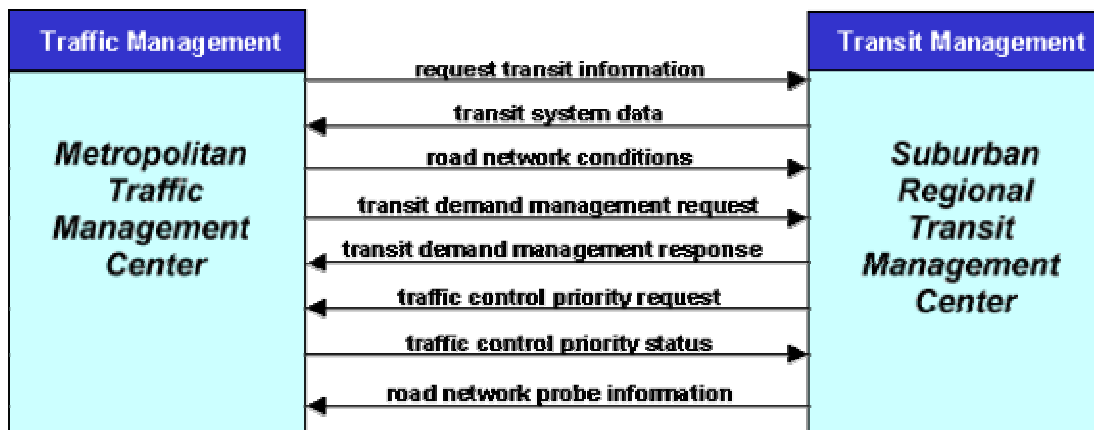 Traffic Management
Transit Management
request transit information
transit system data
road network conditions
transit demand management request
transit demand management response
traffic control priority request
traffic control priority status
road network probe information
Metropolitan
Traffic
Management
Center
Suburban
Regional
Transit
Management
Center